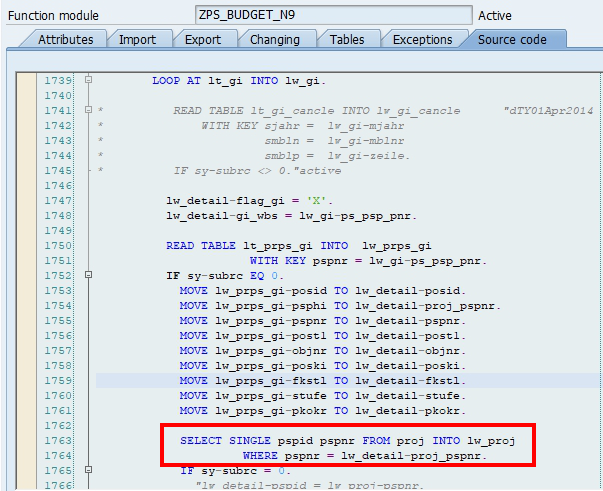 Function module ZPS_BUDGET_N9 Active
Attributes Import Export Changing Tables Exceptions Source code
1739 LOOP AT lt_gi INTO lw_gi.
1740
1741 * READ TABLE lt_gi_cancle INTO lw_gi_cancle "dTY01Apr2014
1742 * WITH KEY sjahr = lw_gi-mjahr
1743 * smbln = lw_gi-mblnr
1744 * smblp = lw_gi-zeile.
1745 * IF sy-subrc <> 0."active
1746
1747 lw_detail-flag_gi = 'X'.
1748 lw_detail-gi_wbs = lw_gi-ps_psp_pnr.
1749
1750 READ TABLE lt_prps_gi INTO lw_prps_gi
1751 WITH KEY pspnr = lw_gi-ps_psp_pnr.
1752 IF sy-subrc EQ 0.
1753 MOVE lw_prps_gi-posid TO lw_detail-posid.
1754 MOVE lw_prps_gi-psphi TO lw_detail-proj_pspnr.
1755 MOVE lw_prps_gi-pspnr TO lw_detail-pspnr.
1756 MOVE lw_prps_gi-post1 TO lw_detail-post1.
1757 MOVE lw_prps_gi-objnr TO lw_detail-objnr.
1758 MOVE lw_prps_gi-poski TO lw_detail-poski.
1759 MOVE lw_prps_gi-fkstl TO lw_detail-fkstl.
1760 MOVE lw_prps_gi-stufe TO lw_detail-stufe.
1761 MOVE lw_prps_gi-pkokr TO lw_detail-pkokr.
1762
1763 SELECT SINGLE pspid pspnr FROM proj INTO lw_proj
1764 WHERE pspnr = lw_detail-proj_pspnr.
1765 IF sy-subrc = 0.
1766 "lw_detail-pspid = lw_proj-pspnr.